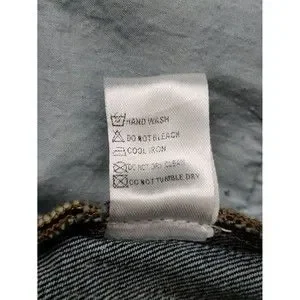 HAND WASH
DO NOT BLEACH
COOL IRON
DO NOT DRY CLEAN
DO NOT TUMBLE DRY